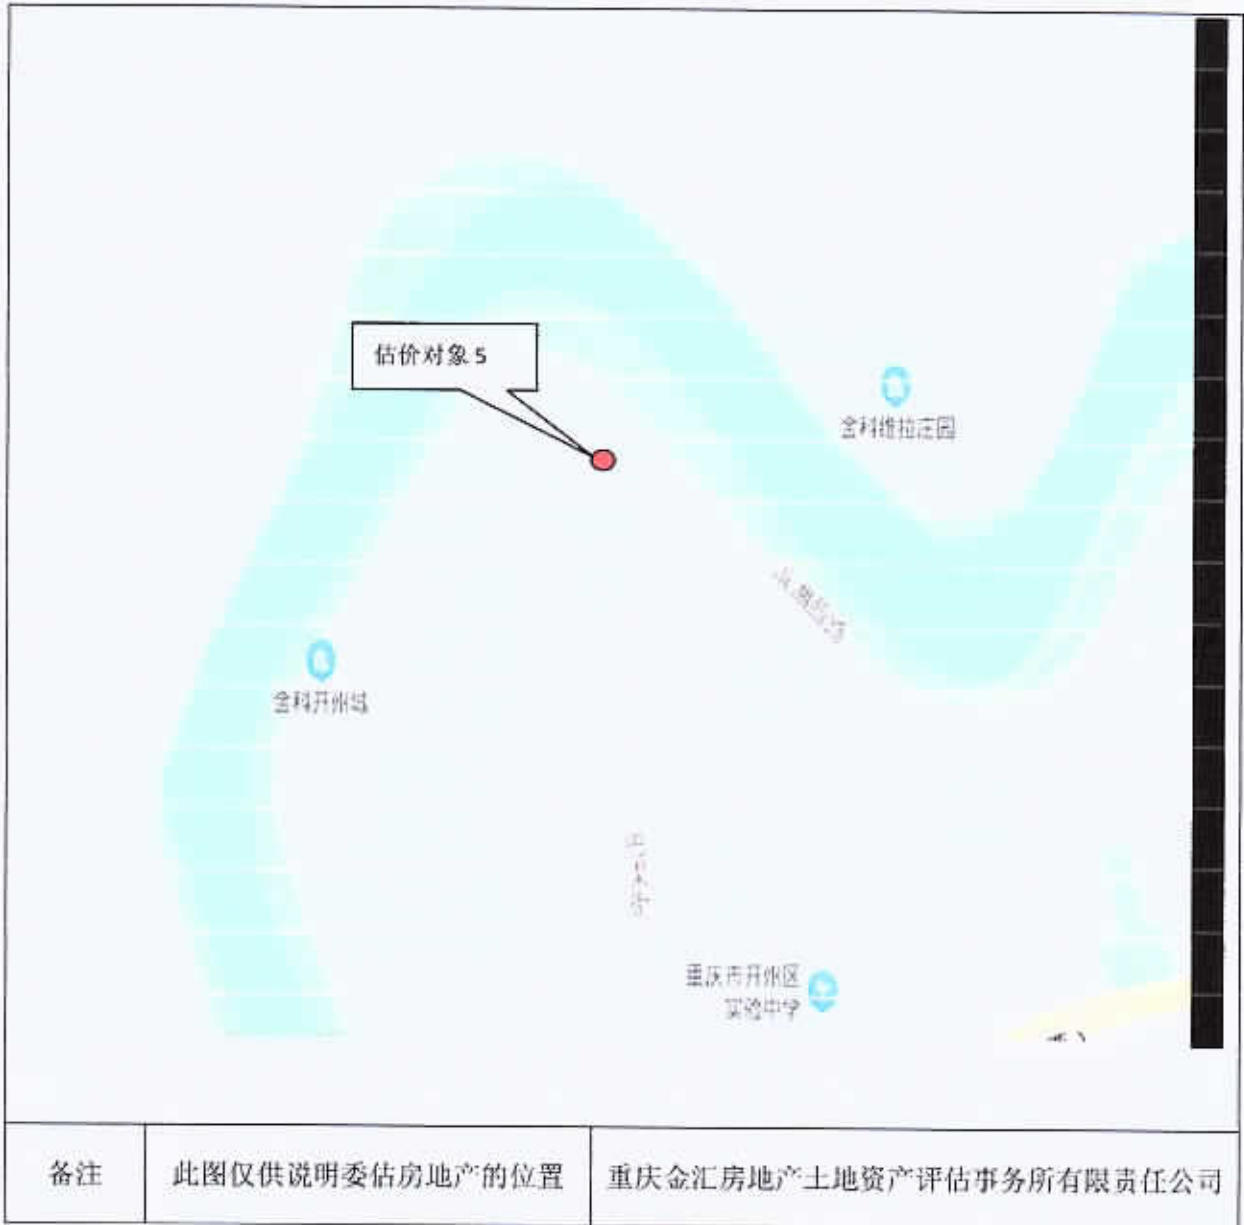 估价对象 5
金科维拉庄园
金科开州城
重庆市开州区
实验中学
备注
此图仅供说明委估房地产的位置
重庆金汇房地产土地资产评估事务所有限责任公司